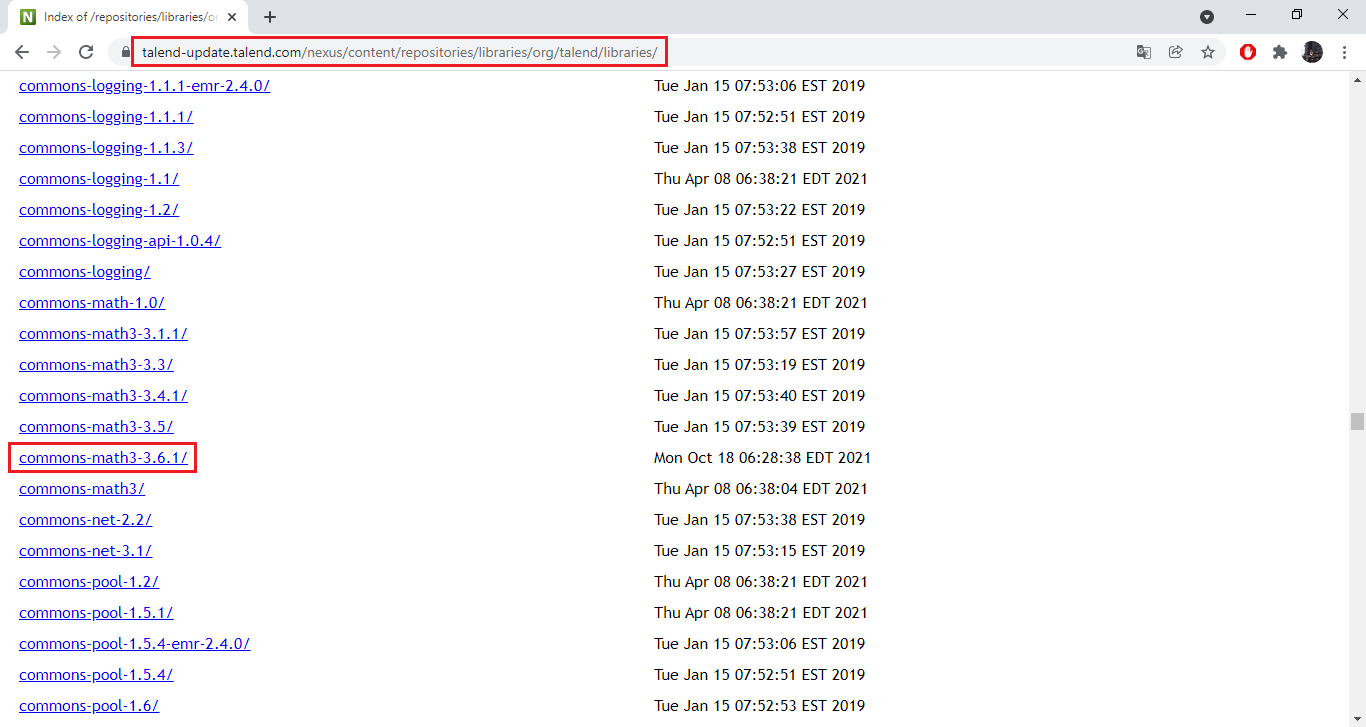 Index of /repositories/libraries/or
talend-update.talend.com/nexus/content/repositories/libraries/org/talend/libraries/
commons-logging-1.1.1-emr-2.4.0/ Tue Jan 15 07:53:06 EST 2019
commons-logging-1.1.1/ Tue Jan 15 07:52:51 EST 2019
commons-logging-1.1.3/ Tue Jan 15 07:53:38 EST 2019
commons-logging-1.1/ Thu Apr 08 06:38:21 EDT 2021
commons-logging-1.2/ Tue Jan 15 07:53:22 EST 2019
commons-logging-api-1.0.4/ Tue Jan 15 07:52:51 EST 2019
commons-logging/ Tue Jan 15 07:53:27 EST 2019
commons-math-1.0/ Thu Apr 08 06:38:21 EDT 2021
commons-math3-3.1.1/ Tue Jan 15 07:53:57 EST 2019
commons-math3-3.3/ Tue Jan 15 07:53:19 EST 2019
commons-math3-3.4.1/ Tue Jan 15 07:53:40 EST 2019
commons-math3-3.5/ Tue Jan 15 07:53:39 EST 2019
commons-math3-3.6.1/ Mon Oct 18 06:28:38 EDT 2021
commons-math3/ Thu Apr 08 06:38:04 EDT 2021
commons-net-2.2/ Tue Jan 15 07:53:38 EST 2019
commons-net-3.1/ Tue Jan 15 07:53:15 EST 2019
commons-pool-1.2/ Thu Apr 08 06:38:21 EDT 2021
commons-pool-1.5.1/ Thu Apr 08 06:38:21 EDT 2021
commons-pool-1.5.4-emr-2.4.0/ Tue Jan 15 07:53:06 EST 2019
commons-pool-1.5.4/ Tue Jan 15 07:52:51 EST 2019
commons-pool-1.6/ Tue Jan 15 07:52:53 EST 2019